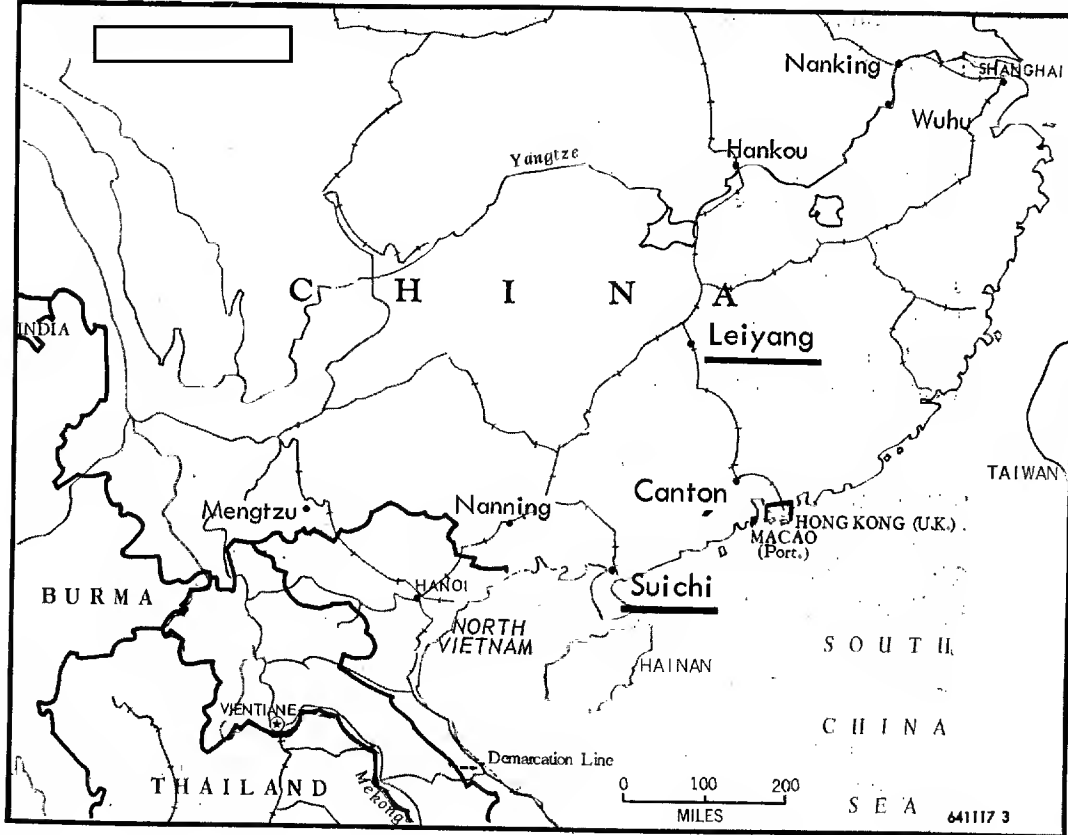 Nanking
SHANGHAI
Wuhu
Hankou
Yangtze
C H I N A
INDIA
Leiyang
TAIWAN
Canton
Mengtzu
Nanning
HONG KONG (U.K.)
MACAO
(Port.)
HANOI
Suichi
BURMA
NORTH
VIETNAM
SOUTH
HAINAN
VIENTIANE
CHINA
Demarcation Line
THAILAND
Mekong
0 100 200
MILES
SEA
641117 3